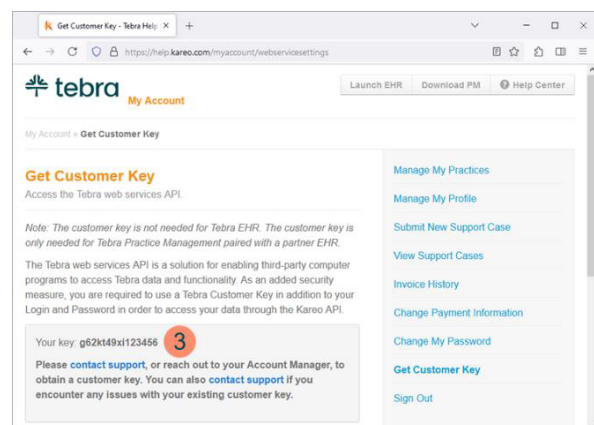 Get Customer Key - Tebra Help
https://help.kareo.com/myaccount/webservicesettings
tebra
My Account
Launch EHR
Download PM
Help Center
My Account » Get Customer Key
Get Customer Key
Access the Tebra web services API.
Note: The customer key is not needed for Tebra EHR. The customer key is
only needed for Tebra Practice Management paired with a partner EHR.
The Tebra web services API is a solution for enabling third-party computer
programs to access Tebra data and functionality. As an added security
measure, you are required to use a Tebra Customer Key in addition to your
Login and Password in order to access your data through the Kareo API.
Your key: g62kt49xi123456
3
Please contact support, or reach out to your Account Manager, to
obtain a customer key. You can also contact support if you
encounter any issues with your existing customer key.
Manage My Practices
Manage My Profile
Submit New Support Case
View Support Cases
Invoice History
Change Payment Information
Change My Password
Get Customer Key
Sign Out